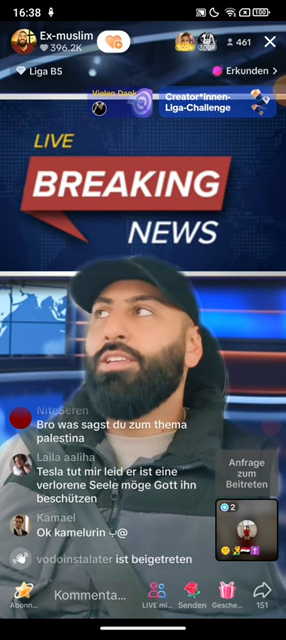 16:38
100
Ex-muslim
396.2K
461
Liga B5
Erkunden
Vielen Dank
Creator*innen-
Liga-Challenge
LIVE
BREAKING
NEWS
NiteSeren
Bro was sagst du zum thema
palestina
Laila aaliha
Tesla tut mir leid er ist eine
verlorene Seele möge Gott ihn
beschützen
Kamael
Ok kamelurin ب@
vodoinstalater ist beigetreten
Anfrage
zum
Beitreten
2
Abonn...
Kommenta...
LIVE mi...
Senden
Gesche...
151